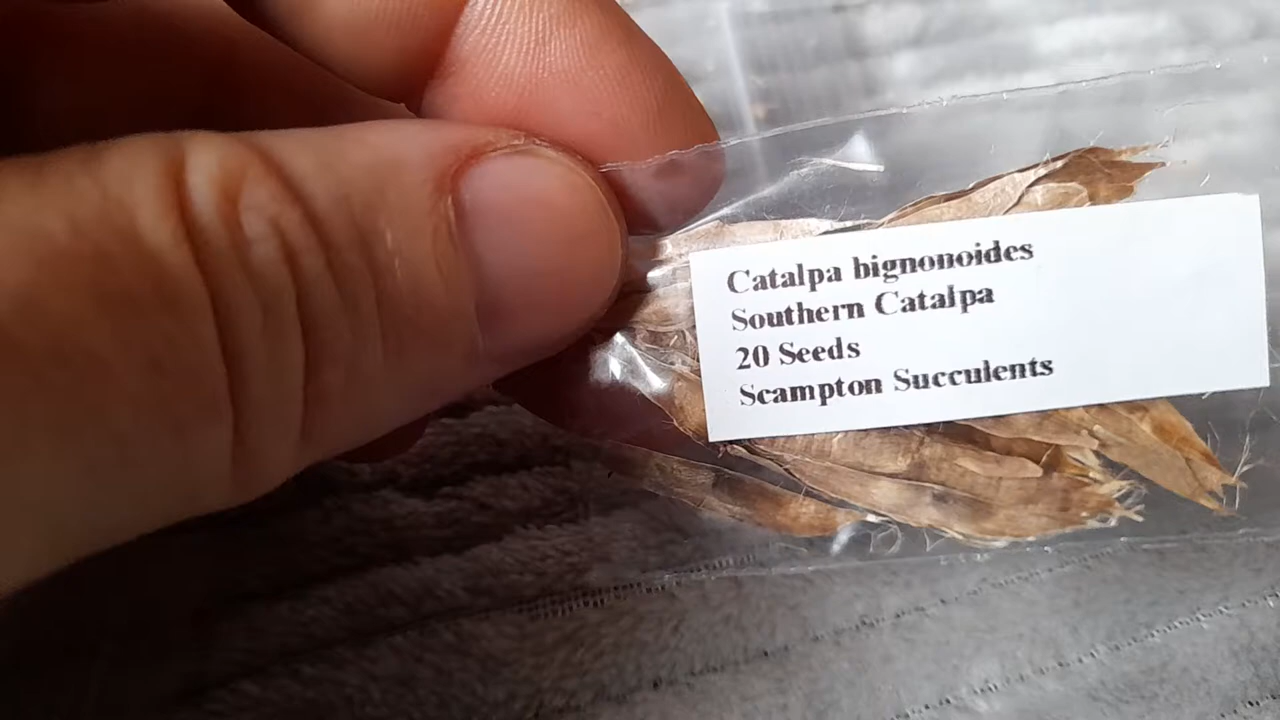 Catalpa bignonoides
Southern Catalpa
20 Seeds
Scampton Succulents